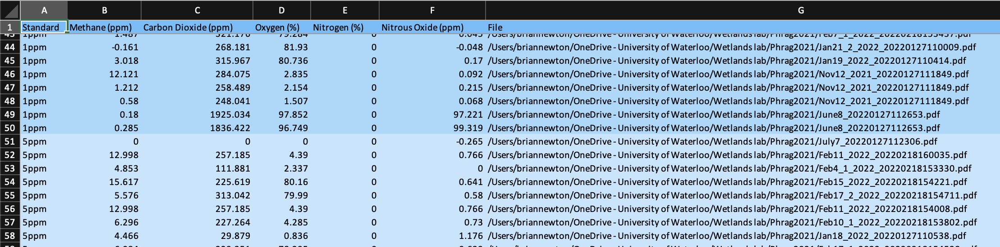 A B C D E F G
1 Standard Methane (ppm) Carbon Dioxide (ppm) Oxygen (%) Nitrogen (%) Nitrous Oxide (ppm) File
44 1ppm -0.161 268.181 81.93 0 -0.048 /Users/briannewton/OneDrive - University of Waterloo/Wetlands lab/Phrag2021/Jan21_2_2022_20220127110009.pdf
45 1ppm 3.018 315.967 80.736 0 0.17 /Users/briannewton/OneDrive - University of Waterloo/Wetlands lab/Phrag2021/Jan19_2022_20220127110414.pdf
46 1ppm 12.121 284.075 2.835 0 0.092 /Users/briannewton/OneDrive - University of Waterloo/Wetlands lab/Phrag2021/Nov12_2021_20220127111849.pdf
47 1ppm 1.212 258.489 2.154 0 0.215 /Users/briannewton/OneDrive - University of Waterloo/Wetlands lab/Phrag2021/Nov12_2021_20220127111849.pdf
48 1ppm 0.58 248.041 1.507 0 0.068 /Users/briannewton/OneDrive - University of Waterloo/Wetlands lab/Phrag2021/Nov12_2021_20220127111849.pdf
49 1ppm 0.18 1925.034 97.852 0 97.221 /Users/briannewton/OneDrive - University of Waterloo/Wetlands lab/Phrag2021/June8_20220127112653.pdf
50 1ppm 0.285 1836.422 96.749 0 99.319 /Users/briannewton/OneDrive - University of Waterloo/Wetlands lab/Phrag2021/June8_20220127112653.pdf
51 5ppm 0 0 0 0 -0.265 /Users/briannewton/OneDrive - University of Waterloo/Wetlands lab/Phrag2021/July7_20220127112306.pdf
52 5ppm 12.998 257.185 4.39 0 0.766 /Users/briannewton/OneDrive - University of Waterloo/Wetlands lab/Phrag2021/Feb11_2022_20220218160035.pdf
53 5ppm 4.853 111.881 2.337 0 0 /Users/briannewton/OneDrive - University of Waterloo/Wetlands lab/Phrag2021/Feb4_1_2022_20220218153330.pdf
54 5ppm 15.617 225.619 80.16 0 0.641 /Users/briannewton/OneDrive - University of Waterloo/Wetlands lab/Phrag2021/Feb15_2022_20220218154221.pdf
55 5ppm 5.576 313.042 79.99 0 0.58 /Users/briannewton/OneDrive - University of Waterloo/Wetlands lab/Phrag2021/Feb17_2_2022_20220218154711.pdf
56 5ppm 12.998 257.185 4.39 0 0.766 /Users/briannewton/OneDrive - University of Waterloo/Wetlands lab/Phrag2021/Feb11_2022_20220218154008.pdf
57 5ppm 6.296 227.264 4.285 0 0.73 /Users/briannewton/OneDrive - University of Waterloo/Wetlands lab/Phrag2021/Feb10_1_2022_20220218153802.pdf
58 5ppm 4.466 29.879 0.836 0 1.176 /Users/briannewton/OneDrive - University of Waterloo/Wetlands lab/Phrag2021/Jan18_2022_20220127110538.pdf